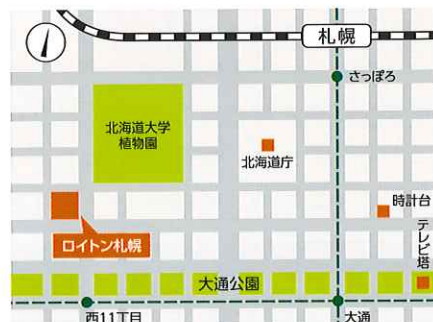 札幌
さっぽろ
北海道大学
植物園
北海道庁
時計台
テレビ塔
ロイトン札幌
大通公園
西11丁目
大通